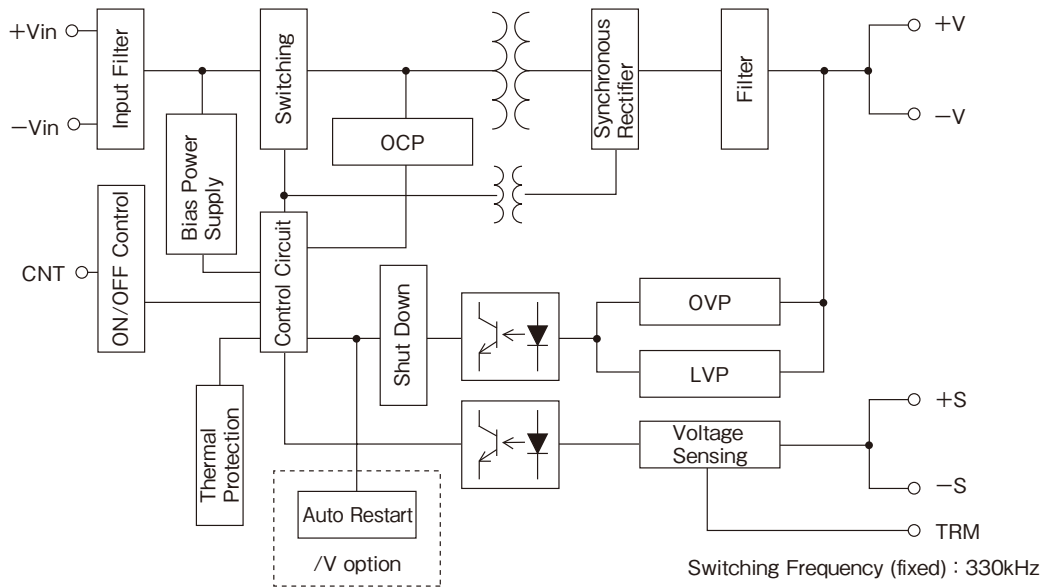 +Vin
−Vin
Input Filter
Switching
Synchronous
Rectifier
Filter
+V
−V
OCP
Bias Power
Supply
CNT
ON/OFF Control
Control Circuit
Shut Down
OVP
LVP
Thermal
Protection
Auto Restart
/V option
Voltage
Sensing
+S
−S
TRM
Switching Frequency (fixed) : 330kHz